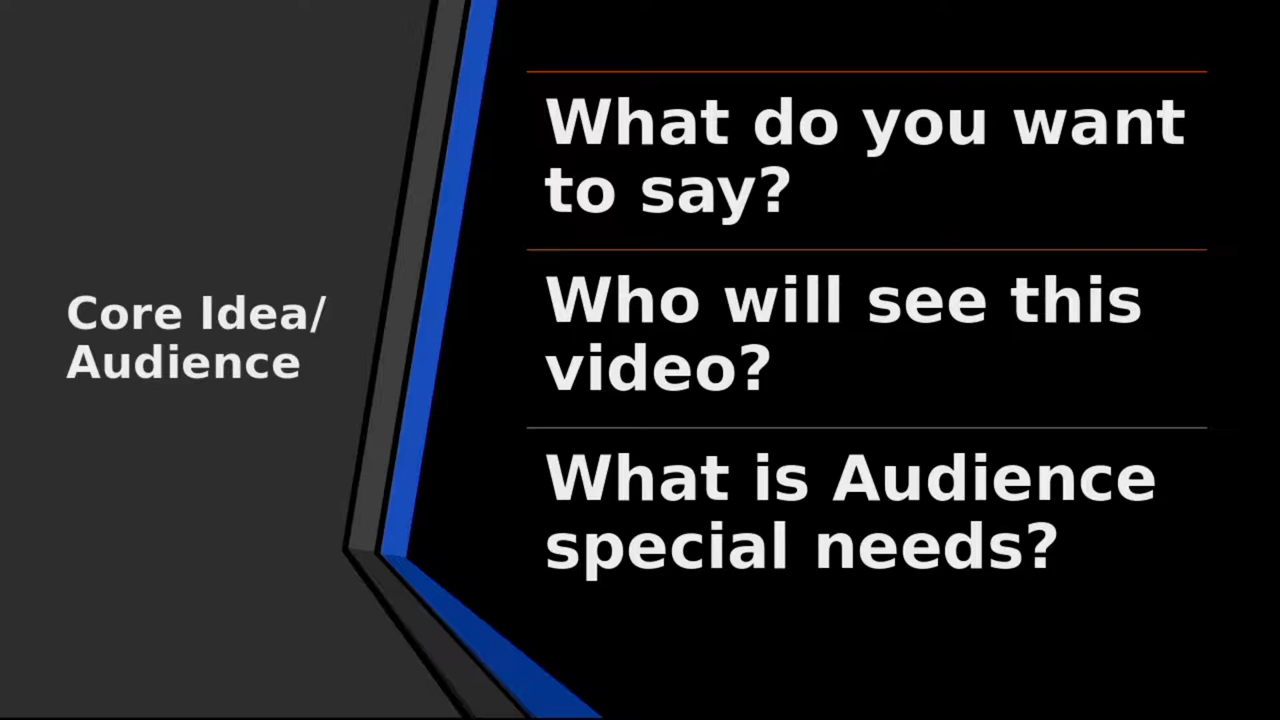 Core Idea/
Audience
What do you want
to say?
Who will see this
video?
What is Audience
special needs?